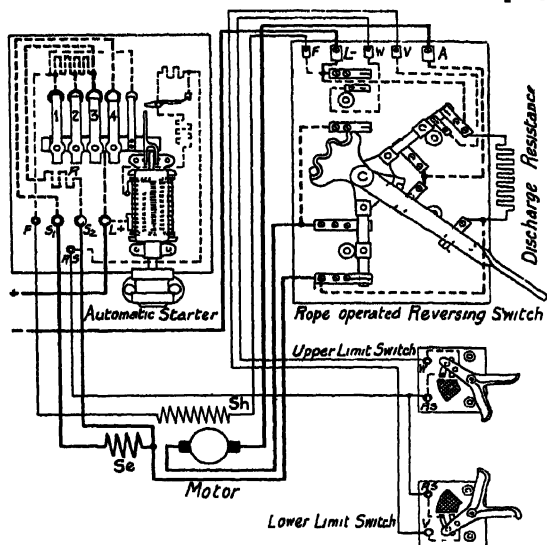 F L- W V A
1 2 3 4
R
F S1 S2 L+
RS
+
-
Automatic Starter
Rope operated Reversing Switch
Discharge Resistance
Upper Limit Switch
W
RS
Sh
Se
Motor
RS
Lower Limit Switch
V